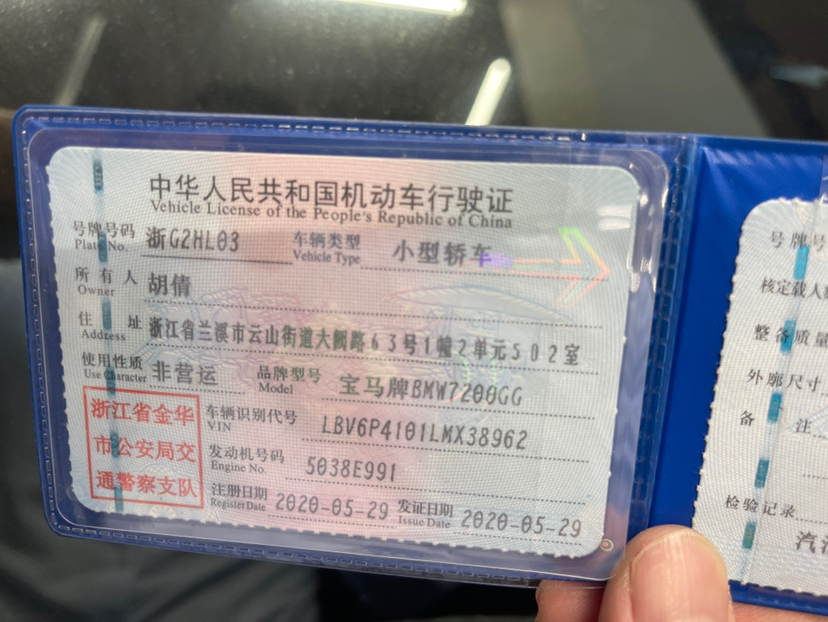 中华人民共和国机动车行驶证
Vehicle License of the People's Republic of China
号牌号码 浙G2HL03 车辆类型 小型轿车
Plate No. Vehicle Type
所有人 胡倩
Owner
住址 浙江省兰溪市云山街道大阙路63号1幢2单元502室
Address
使用性质 非营运 品牌型号 宝马牌BMW7200GG
Use Character Model
浙江省金华
市公安局交
通警察支队
车辆识别代号 LBV6P4101LMX38962
VIN
发动机号码 5038E991
Engine No.
注册日期 2020-05-29 发证日期 2020-05-29
Register Date Issue Date
号牌号
核定载人
整备质量
外廓尺寸
备注
检验记录
汽